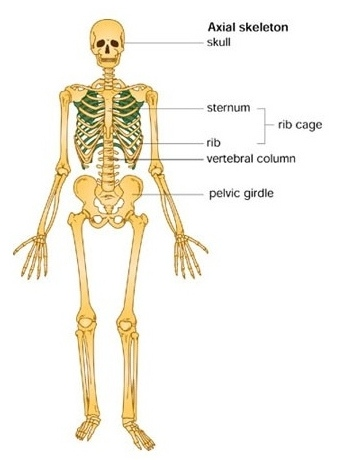 Axial skeleton
skull
sternum
rib cage
rib
vertebral column
pelvic girdle